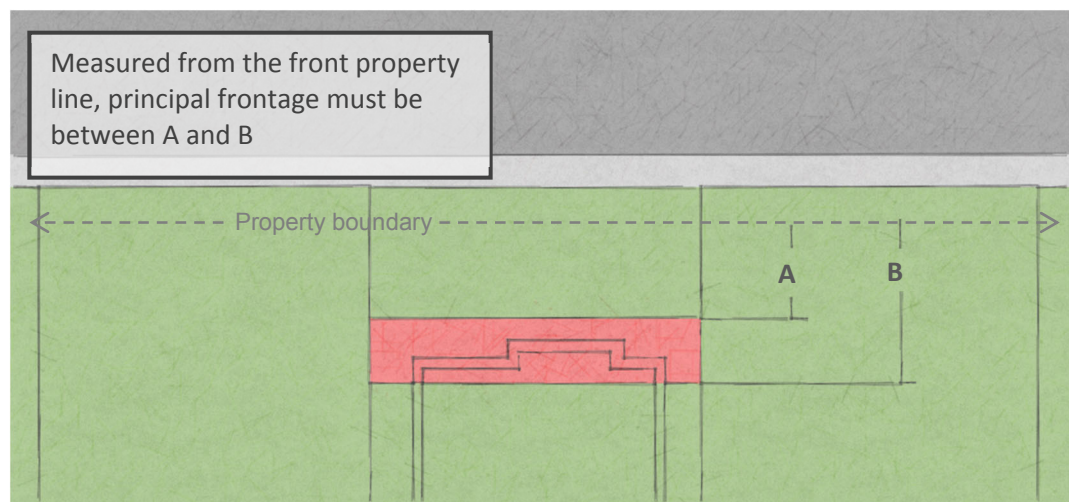 Measured from the front property
line, principal frontage must be
between A and B
Property boundary
A
B